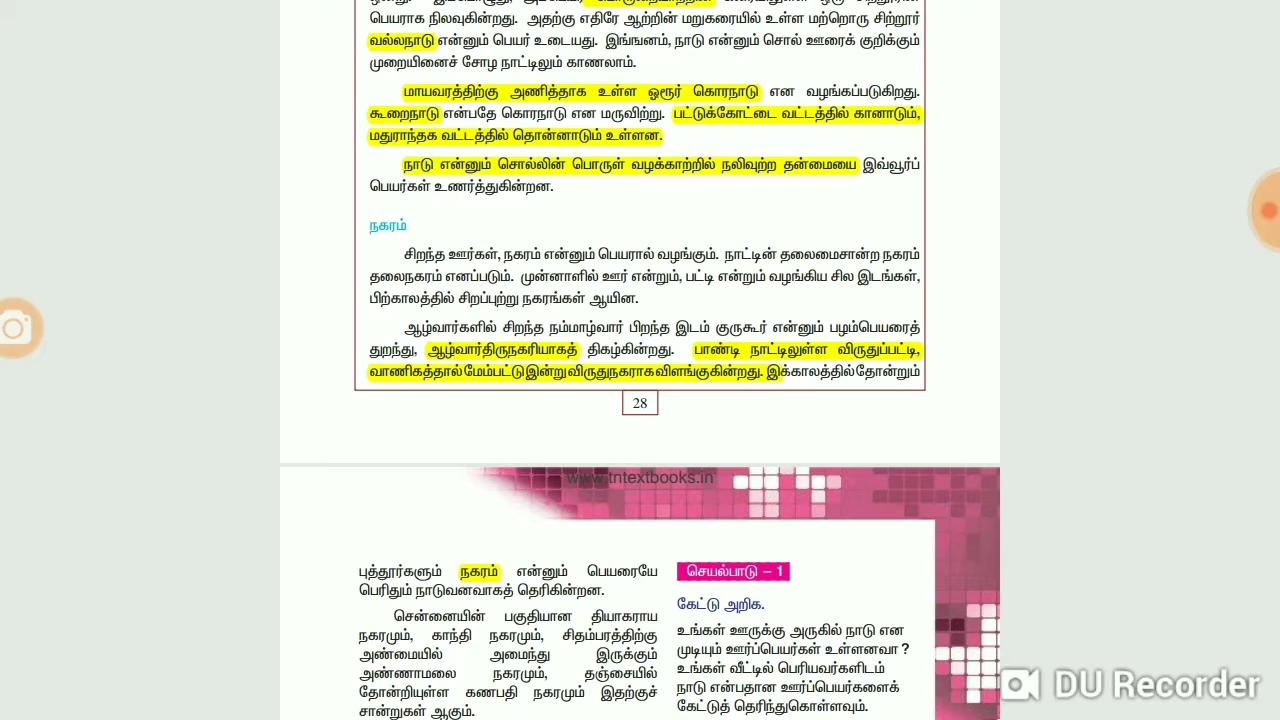 பெயராக நிலவுகின்றது. அதற்கு எதிரே ஆற்றின் மறுகரையில் உள்ள மற்றொரு சிற்றூர்
வல்லநாடு என்னும் பெயர் உடையது. இங்ஙனம், நாடு என்னும் சொல் ஊரைக் குறிக்கும்
முறையினைச் சோழ நாட்டிலும் காணலாம்.
மாயவரத்திற்கு அணித்தாக உள்ள ஓரூர் கொரநாடு என வழங்கப்படுகிறது.
கூறைநாடு என்பதே கொரநாடு என மருவிற்று. பட்டுக்கோட்டை வட்டத்தில் கானாடும்,
மதுராந்தக வட்டத்தில் தொன்னாடும் உள்ளன.
நாடு என்னும் சொல்லின் பொருள் வழக்காற்றில் நலிவுற்ற தன்மையை இவ்வூர்ப்
பெயர்கள் உணர்த்துகின்றன.
நகரம்
சிறந்த ஊர்கள், நகரம் என்னும் பெயரால் வழங்கும். நாட்டின் தலைமைசான்ற நகரம்
தலைநகரம் எனப்படும். முன்னாளில் ஊர் என்றும், பட்டி என்றும் வழங்கிய சில இடங்கள்,
பிற்காலத்தில் சிறப்புற்று நகரங்கள் ஆயின.
ஆழ்வார்களில் சிறந்த நம்மாழ்வார் பிறந்த இடம் குருகூர் என்னும் பழம்பெயரைத்
துறந்து, ஆழ்வார்திருநகரியாகத் திகழ்கின்றது. பாண்டி நாட்டிலுள்ள விருதுப்பட்டி,
வாணிகத்தால் மேம்பட்டு இன்று விருதுநகராக விளங்குகின்றது. இக்காலத்தில் தோன்றும்
28
www.tntextbooks.in
புத்தூர்களும் நகரம் என்னும் பெயரையே
பெரிதும் நாடுவனவாகத் தெரிகின்றன.
சென்னையின் பகுதியான தியாகராய
நகரமும், காந்தி நகரமும், சிதம்பரத்திற்கு
அண்மையில் அமைந்து இருக்கும்
அண்ணாமலை நகரமும், தஞ்சையில்
தோன்றியுள்ள கணபதி நகரமும் இதற்குச்
சான்றுகள் ஆகும்.
செயல்பாடு – 1
கேட்டு அறிக.
உங்கள் ஊருக்கு அருகில் நாடு என
முடியும் ஊர்ப்பெயர்கள் உள்ளனவா ?
உங்கள் வீட்டில் பெரியவர்களிடம்
நாடு என்பதான ஊர்ப்பெயர்களைக்
கேட்டுத் தெரிந்துகொள்ளவும்.
DU Recorder